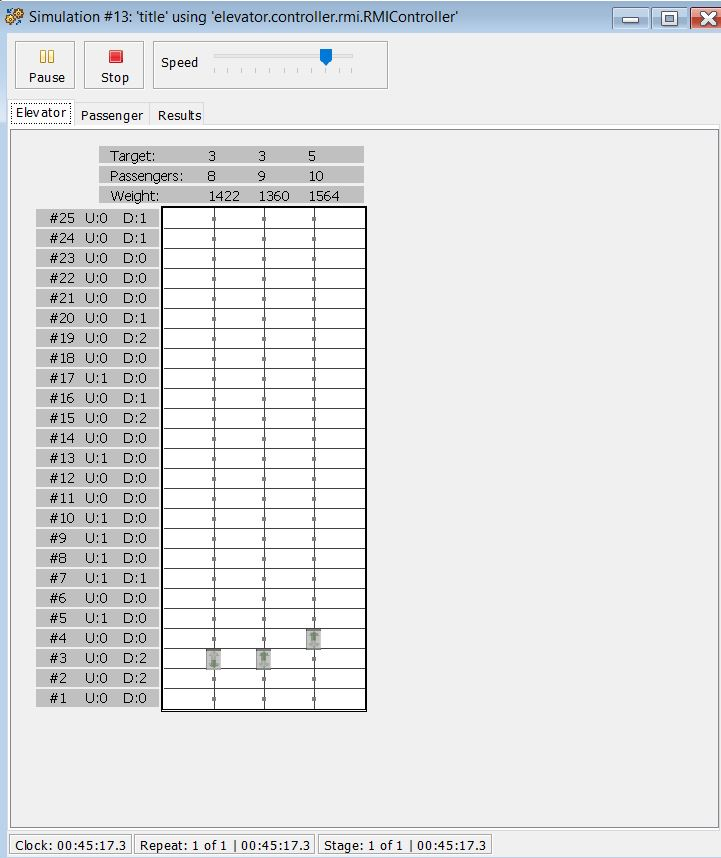 Simulation #13: 'title' using 'elevator.controller.rmi.RMIController'
Pause Stop Speed
Elevator Passenger Results
Target: 3 3 5
Passengers: 8 9 10
Weight: 1422 1360 1564
#25 U:0 D:1
#24 U:0 D:1
#23 U:0 D:0
#22 U:0 D:0
#21 U:0 D:0
#20 U:0 D:1
#19 U:0 D:2
#18 U:0 D:0
#17 U:1 D:0
#16 U:0 D:1
#15 U:0 D:2
#14 U:0 D:0
#13 U:1 D:0
#12 U:0 D:0
#11 U:0 D:0
#10 U:1 D:0
#9 U:1 D:0
#8 U:1 D:0
#7 U:1 D:1
#6 U:0 D:0
#5 U:1 D:0
#4 U:0 D:0
#3 U:0 D:2
#2 U:0 D:2
#1 U:0 D:0
Clock: 00:45:17.3 Repeat: 1 of 1 | 00:45:17.3 Stage: 1 of 1 | 00:45:17.3